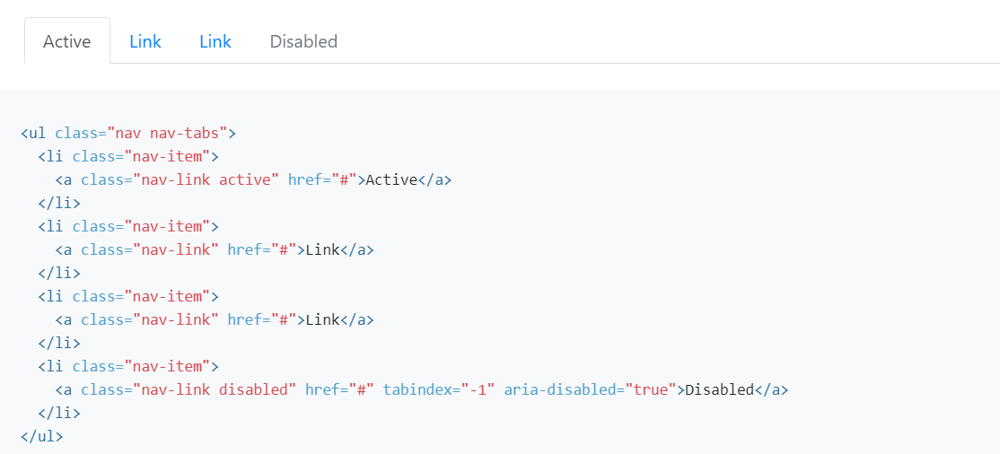 Active Link Link Disabled
<ul class="nav nav-tabs">
  <li class="nav-item">
    <a class="nav-link active" href="#">Active</a>
  </li>
  <li class="nav-item">
    <a class="nav-link" href="#">Link</a>
  </li>
  <li class="nav-item">
    <a class="nav-link" href="#">Link</a>
  </li>
  <li class="nav-item">
    <a class="nav-link disabled" href="#" tabindex="-1" aria-disabled="true">Disabled</a>
  </li>
</ul>